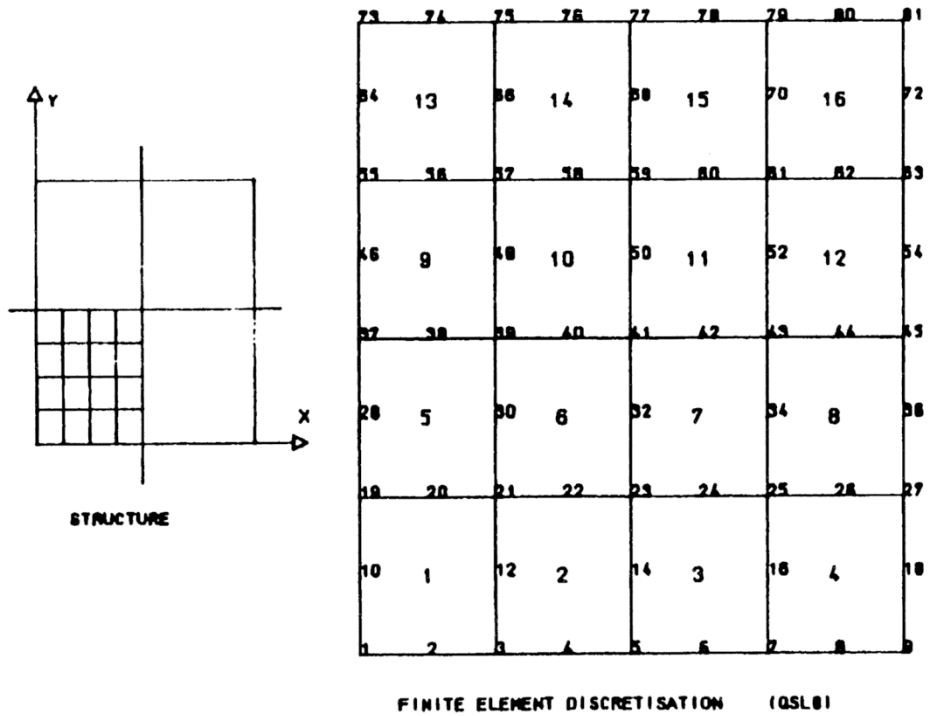 73 74 75 76 77 78 79 80 81
Y
64 13 66 14 68 15 70 16 72
55 56 57 58 59 60 61 62 63
46 9 48 10 50 11 52 12 54
37 38 39 40 41 42 43 44 45
X
28 5 30 6 32 7 34 8 36
19 20 21 22 23 24 25 26 27
STRUCTURE
10 1 12 2 14 3 16 4 18
1 2 3 4 5 6 7 8 9
FINITE ELEMENT DISCRETISATION (QSL8)